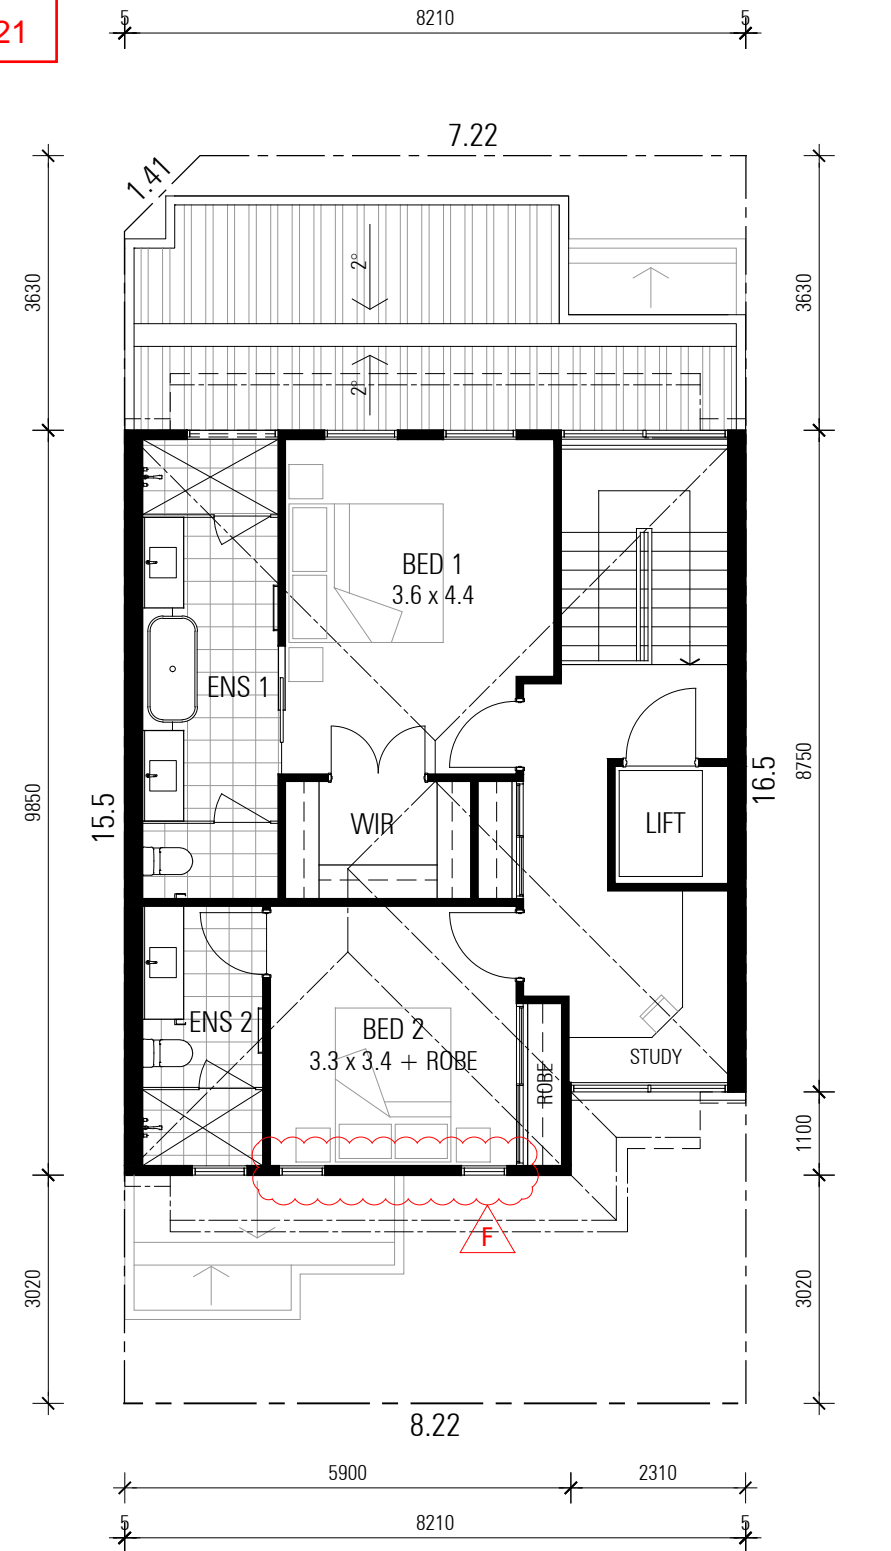 21
5
8210
5
7.22
1.41
3630
2°
3630
2°
BED 1
3.6 x 4.4
ENS 1
9850
15.5
WIR
LIFT
16.5
8750
ENS 2
BED 2
3.3 x 3.4 + ROBE
ROBE
STUDY
1100
F
3020
3020
8.22
5900
2310
5
8210
5